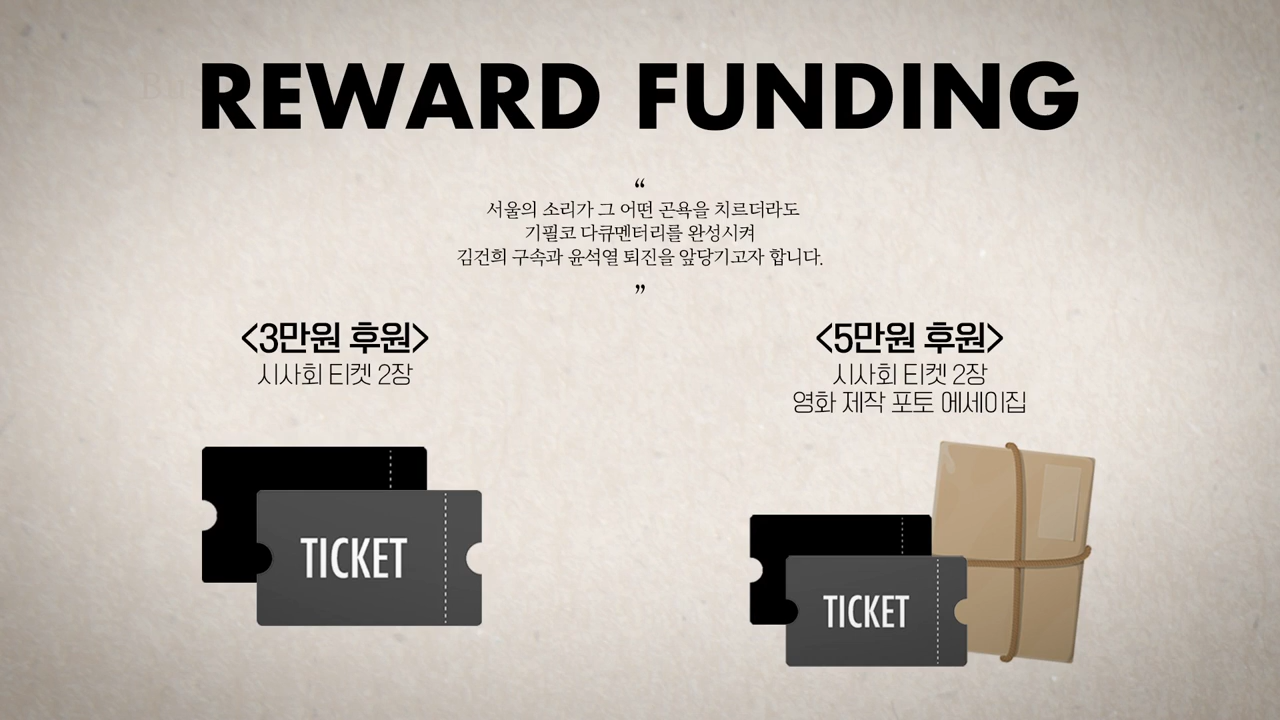 REWARD FUNDING
“
서울의 소리가 그 어떤 곤욕을 치르더라도
기필코 다큐멘터리를 완성시켜
김건희 구속과 윤석열 퇴진을 앞당기고자 합니다.
”
<3만원 후원>
시사회 티켓 2장
<5만원 후원>
시사회 티켓 2장
영화 제작 포토 에세이집
TICKET
TICKET